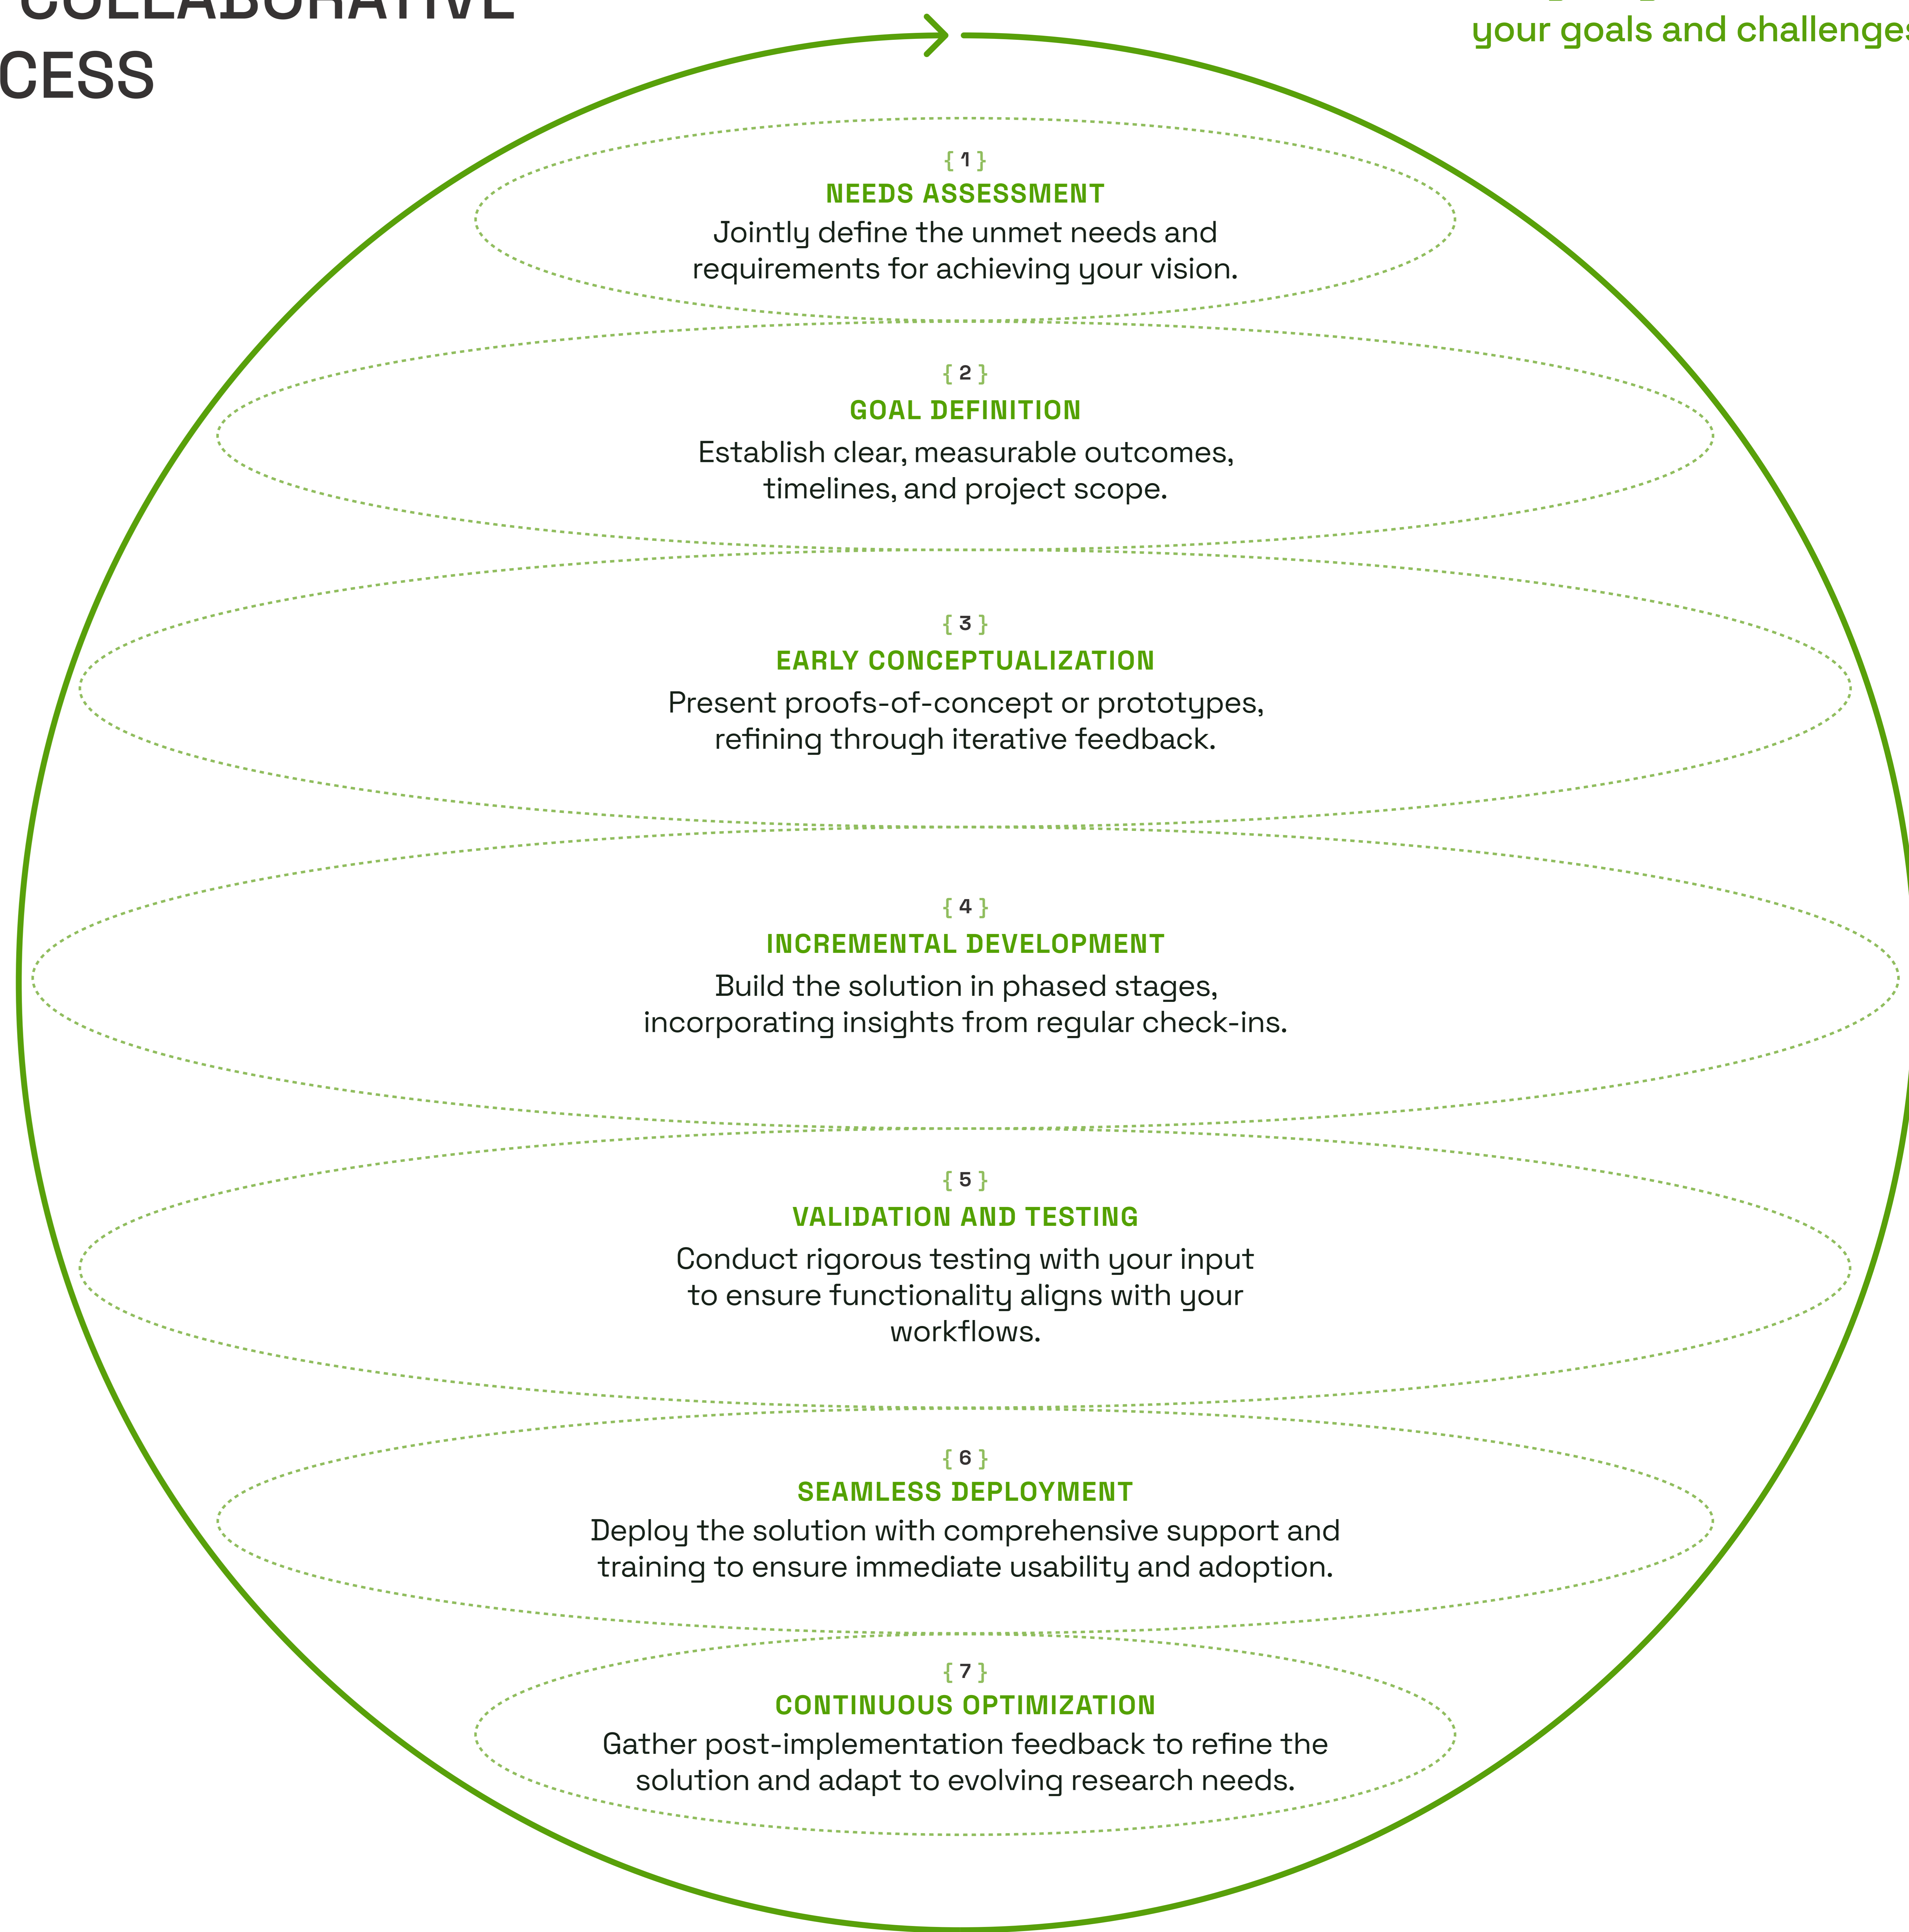 COLLABORATIVE
CESS
your goals and challenges
{ 1 }
NEEDS ASSESSMENT
Jointly define the unmet needs and
requirements for achieving your vision.
{ 2 }
GOAL DEFINITION
Establish clear, measurable outcomes,
timelines, and project scope.
{ 3 }
EARLY CONCEPTUALIZATION
Present proofs-of-concept or prototypes,
refining through iterative feedback.
{ 4 }
INCREMENTAL DEVELOPMENT
Build the solution in phased stages,
incorporating insights from regular check-ins.
{ 5 }
VALIDATION AND TESTING
Conduct rigorous testing with your input
to ensure functionality aligns with your
workflows.
{ 6 }
SEAMLESS DEPLOYMENT
Deploy the solution with comprehensive support and
training to ensure immediate usability and adoption.
{ 7 }
CONTINUOUS OPTIMIZATION
Gather post-implementation feedback to refine the
solution and adapt to evolving research needs.